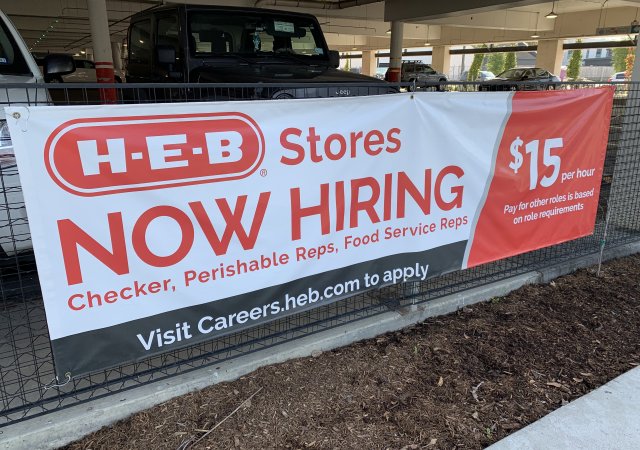 H-E-B® Stores
NOW HIRING
Checker, Perishable Reps, Food Service Reps
Visit Careers.heb.com to apply
$15 per hour
Pay for other roles is based
on role requirements
Jeep